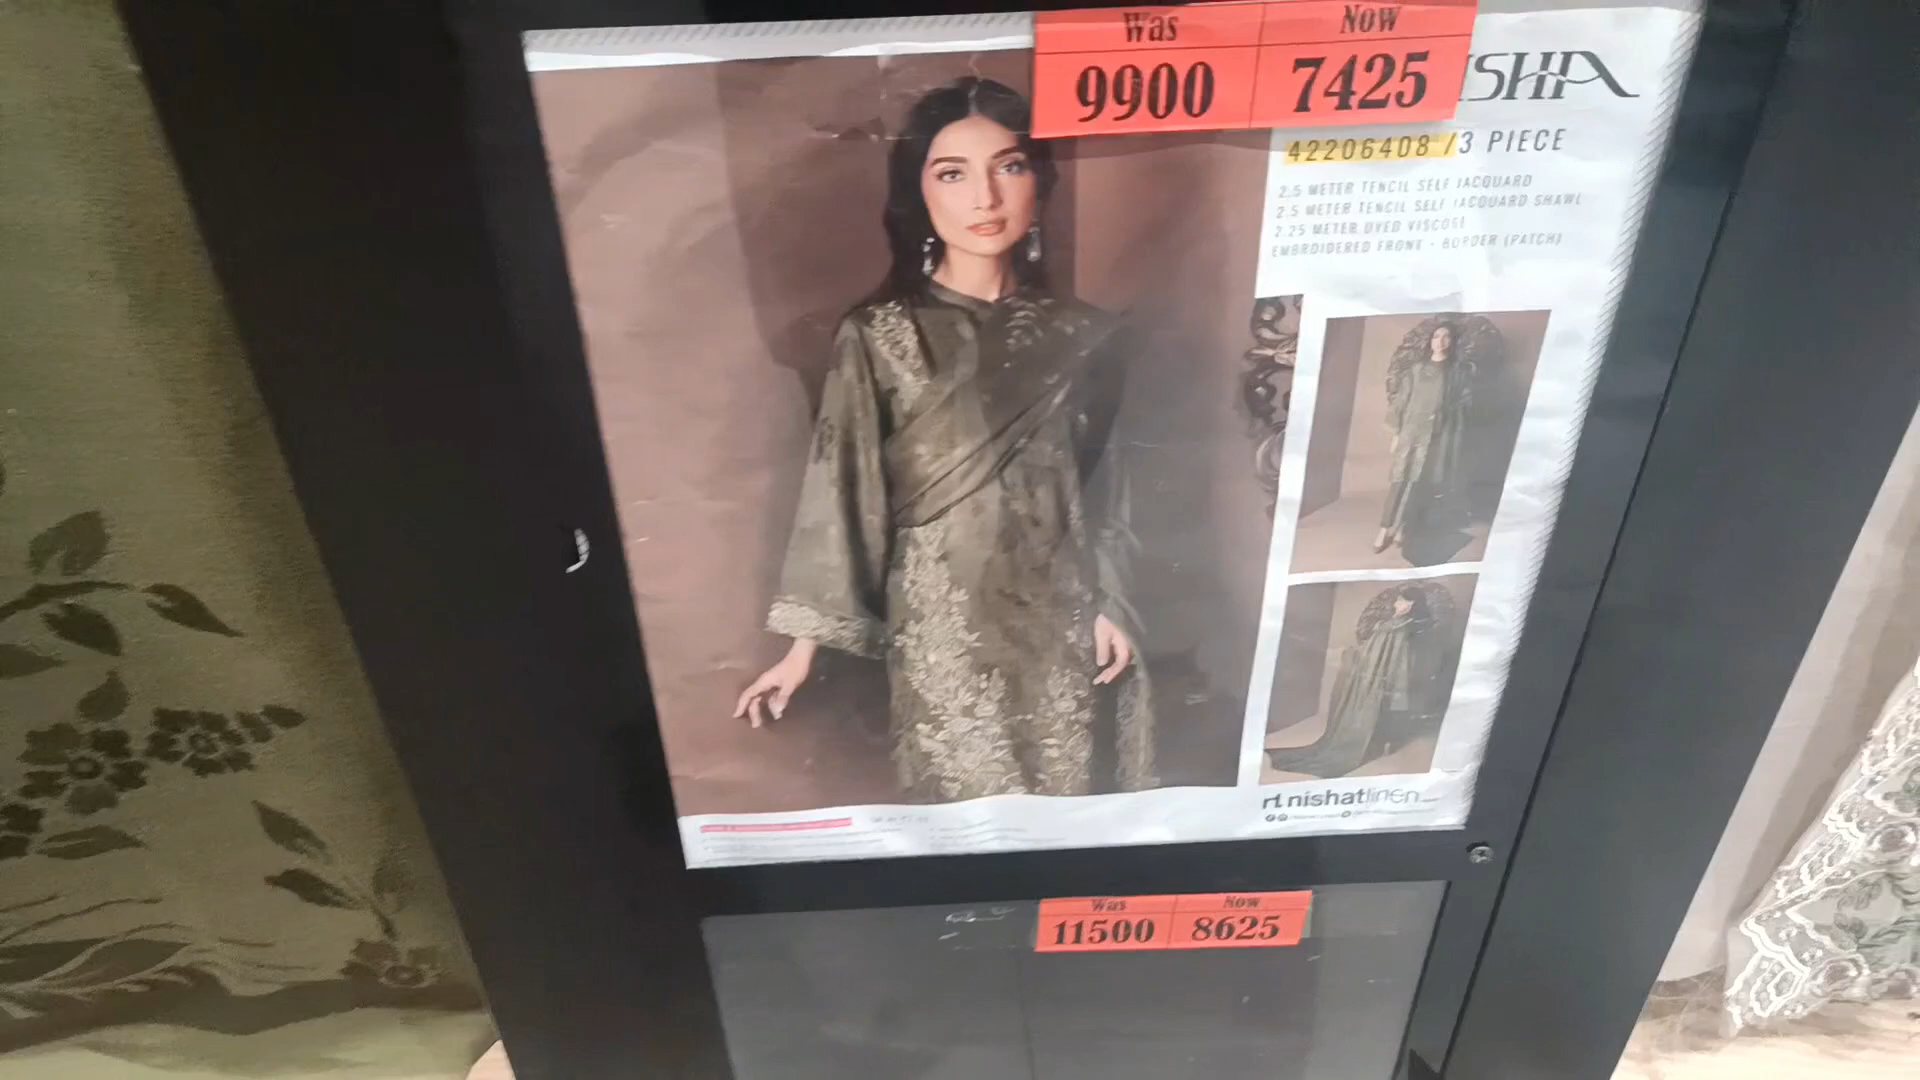 Was Now
9900 7425
ISHA
42206408 /3 PIECE
2.5 METER TENCIL SELF JACQUARD
2.5 METER TENCIL SELF JACQUARD SHAWL
2.25 METER DYED VISCOSE
EMBROIDERED FRONT - BORDER (PATCH)
nishatlinen
Was Now
11500 8625